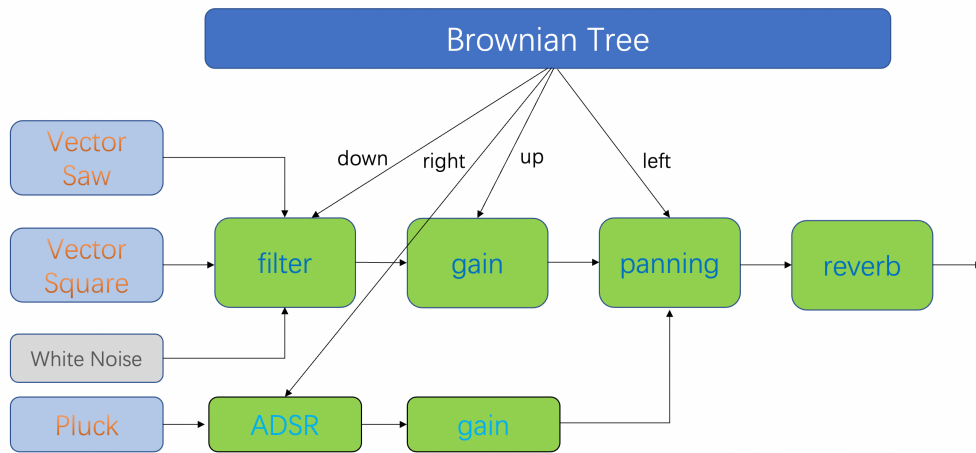 Brownian Tree
Vector
Saw
down
right
up
left
Vector
Square
filter
gain
panning
reverb
White Noise
Pluck
ADSR
gain